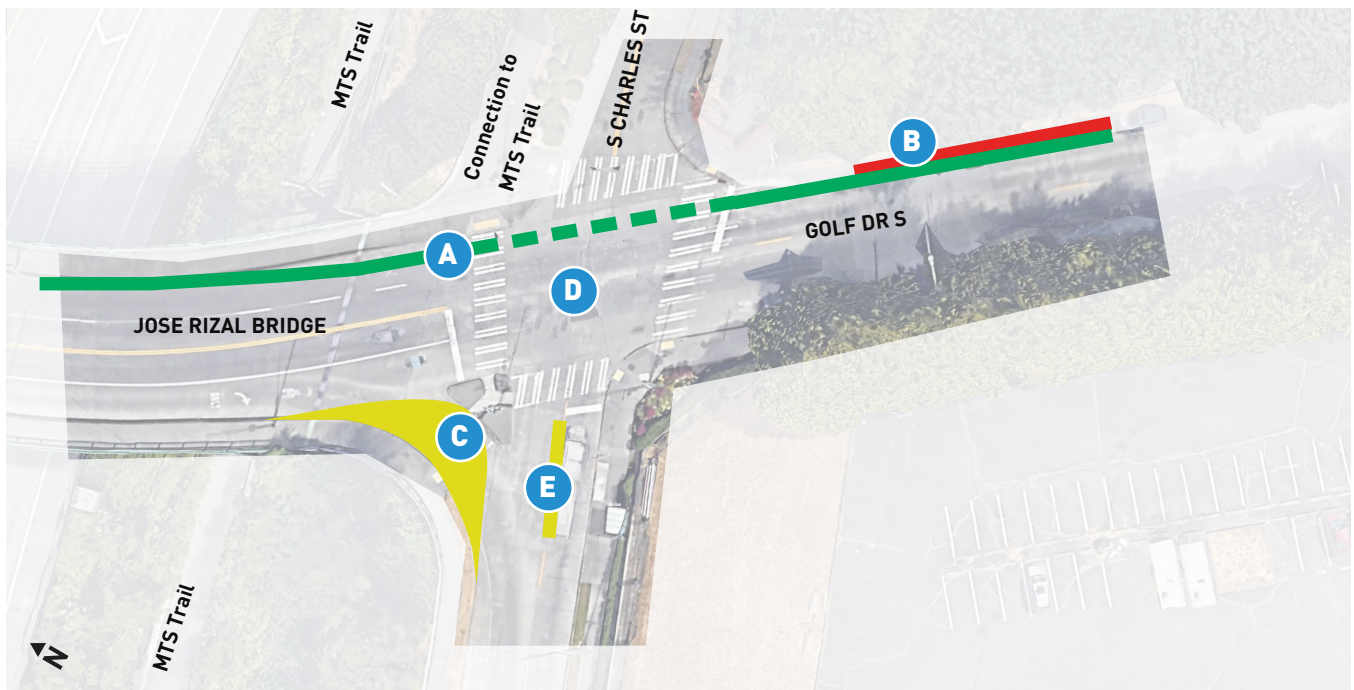 MTS Trail
Connection to
MTS Trail
S CHARLES ST
B
A
GOLF DR S
D
JOSE RIZAL BRIDGE
C
E
MTS Trail
N